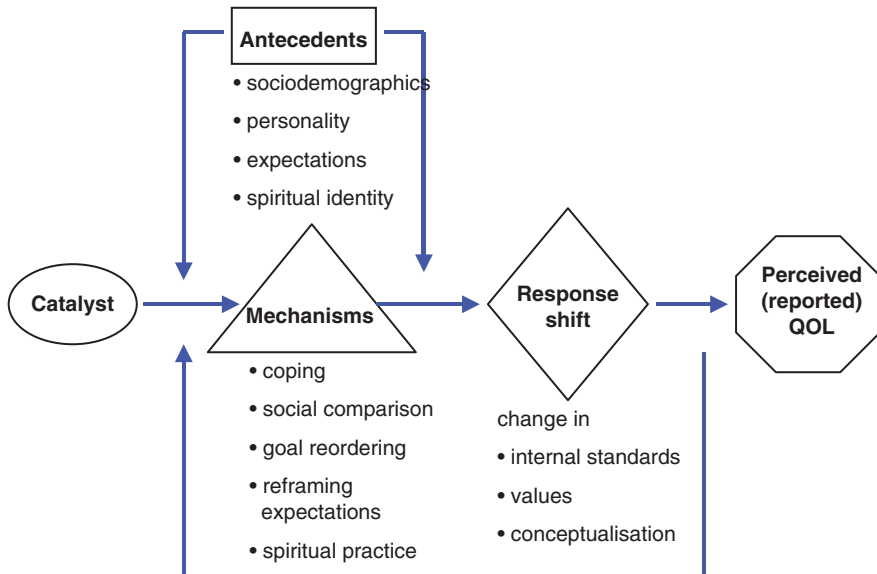 Antecedents
• sociodemographics
• personality
• expectations
• spiritual identity
Catalyst
Mechanisms
• coping
• social comparison
• goal reordering
• reframing
expectations
• spiritual practice
Response
shift
change in
• internal standards
• values
• conceptualisation
Perceived
(reported)
QOL